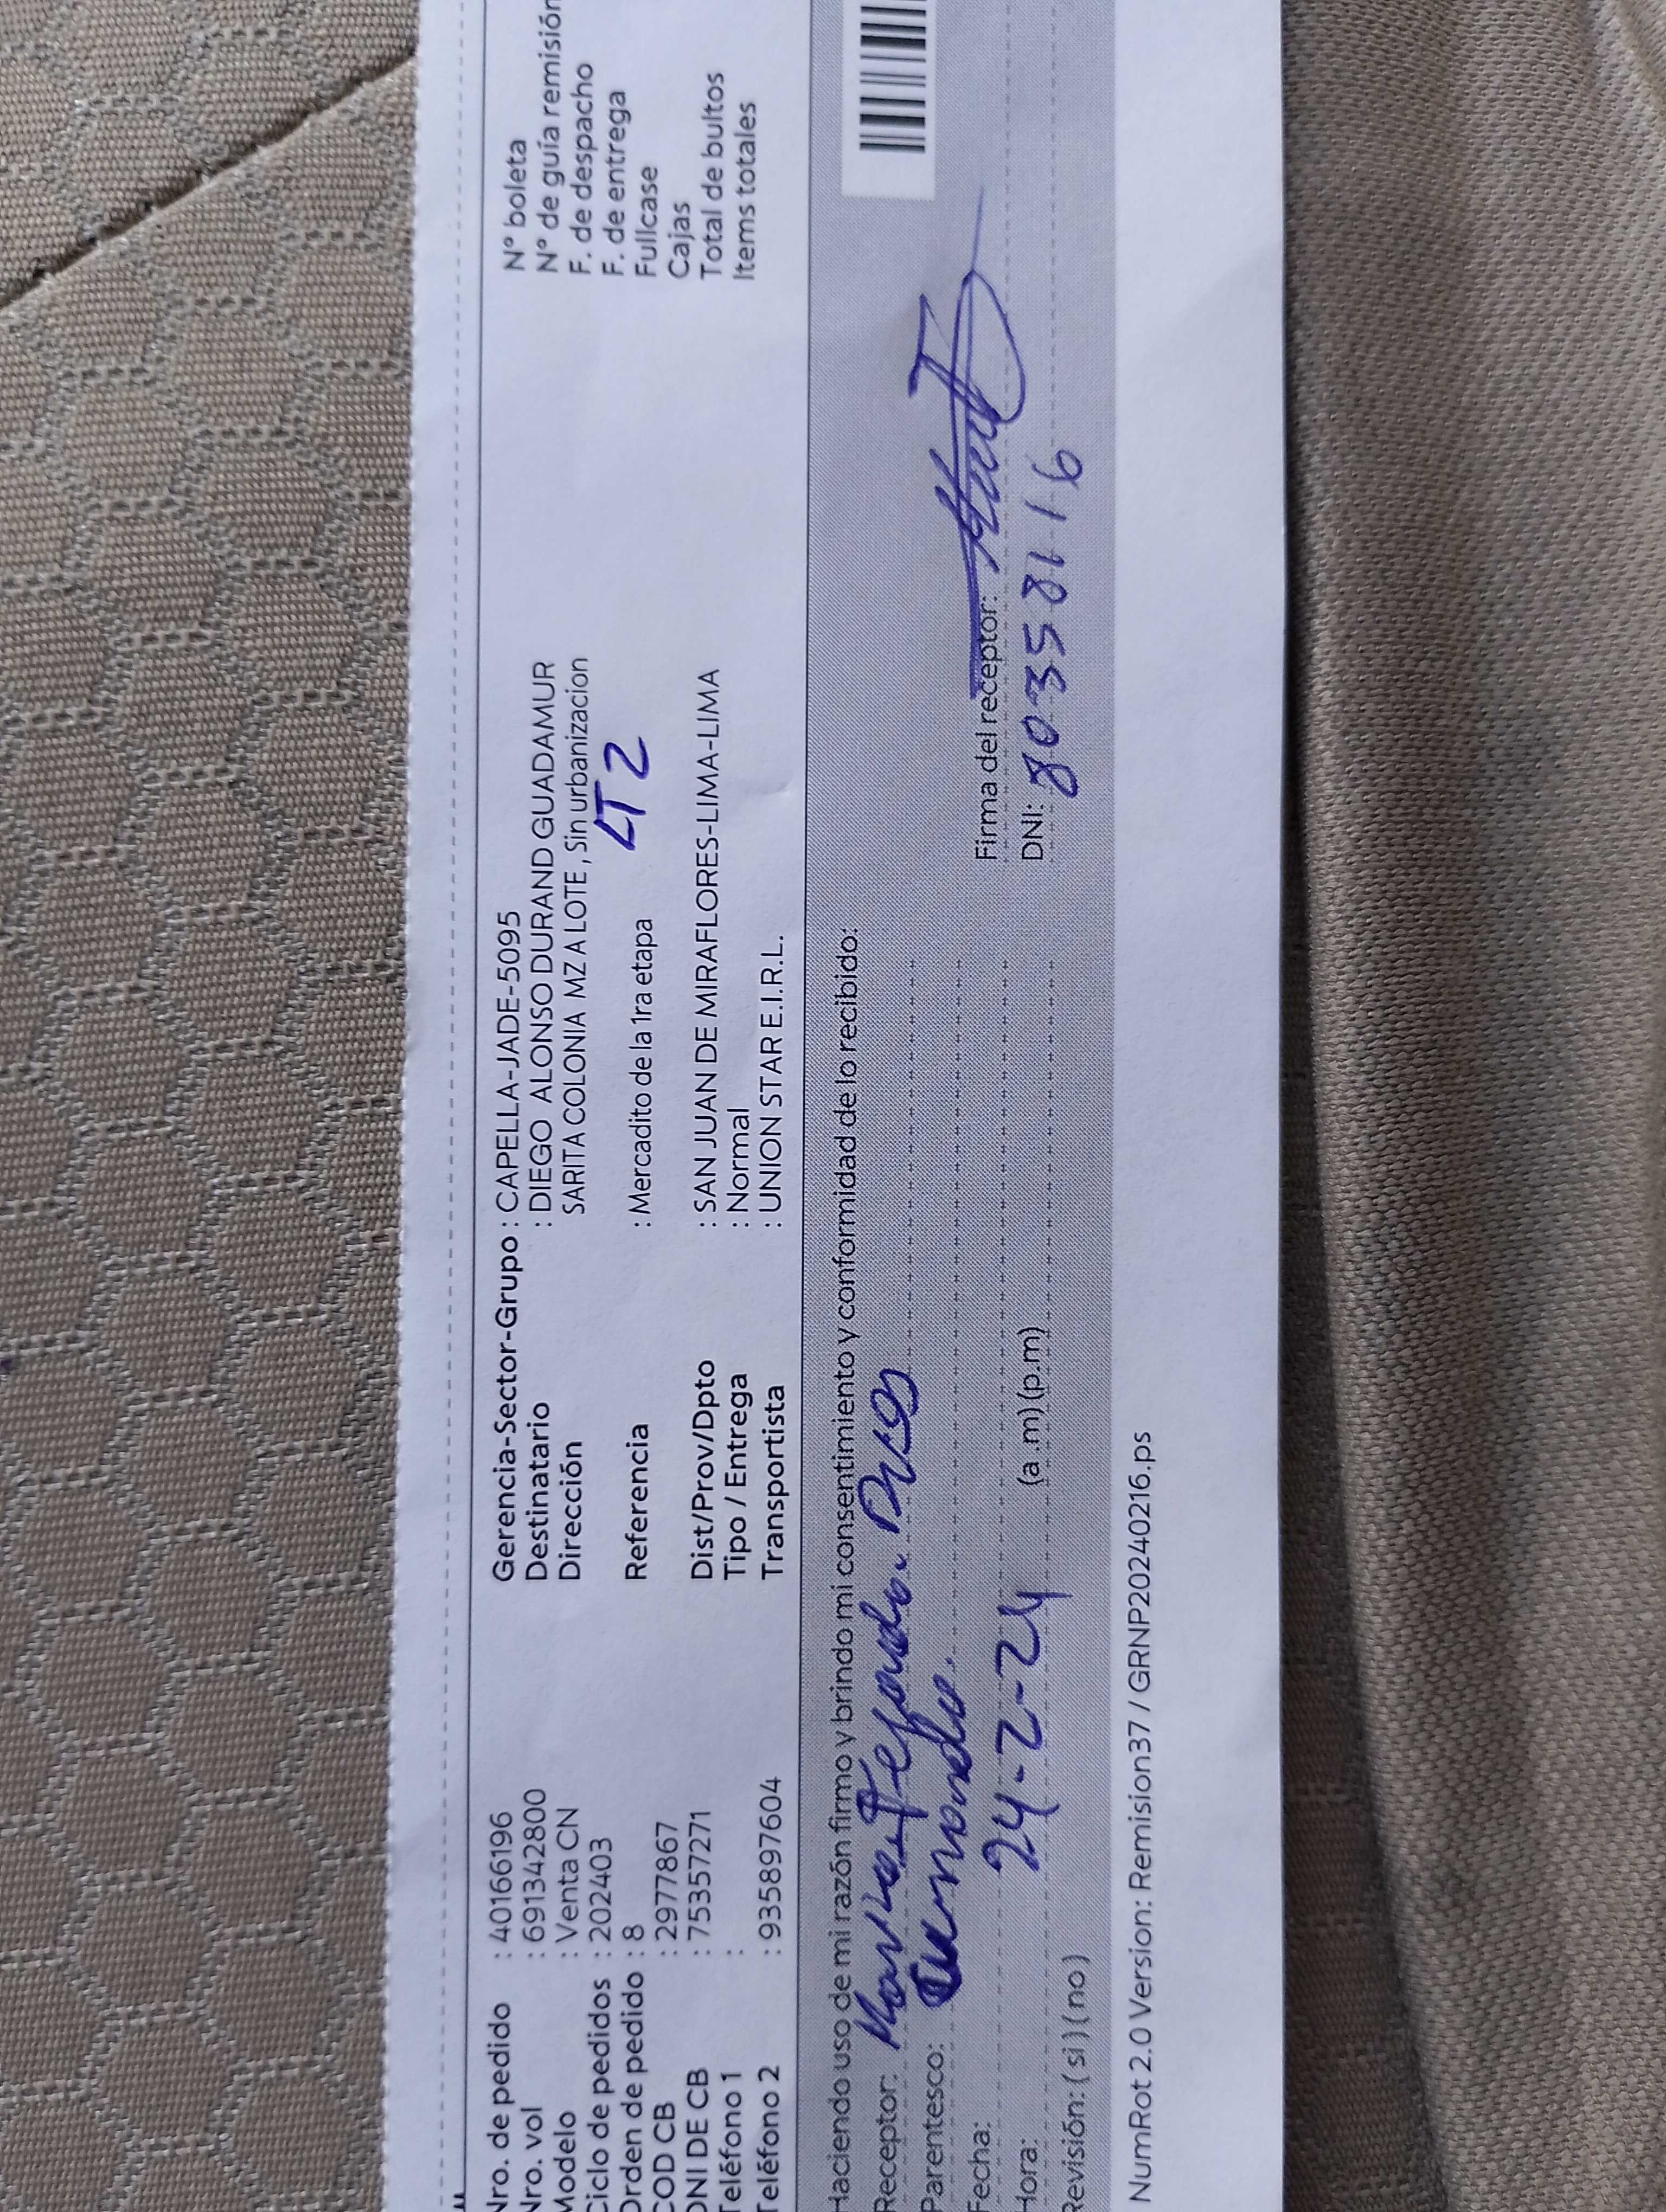 Nro. de pedido : 40166196
Nro. vol : 691342800
Modelo : Venta CN
Ciclo de pedidos : 202403
Orden de pedido : 8
COD CB : 29777867
DNI DE CB : 75357271
Teléfono 1 :
Teléfono 2 : 935897604
Gerencia-Sector-Grupo : CAPELLA-JADE-5095
Destinatario : DIEGO ALONSO DURAND GUADAMUR
Dirección SARITA COLONIA MZ A LOTE , Sin urbanizacion
LT 2
Referencia : Mercadito de la 1ra etapa
Dist/Prov/Dpto : SAN JUAN DE MIRAFLORES-LIMA-LIMA
Tipo / Entrega : Normal
Transportista : UNION STAR E.I.R.L.
N° boleta
N° de guía remisión
F. de despacho
F. de entrega
Fullcase
Cajas
Total de bultos
Items totales
Haciendo uso de mi razón firmo y brindo mi consentimiento y conformidad de lo recibido:
Receptor:
Parentesco:
Fecha: 24-2-24
Hora: (a .m) (p.m)
Revisión: ( si ) ( no )
Firma del receptor:
DNI: 80358116
NumRot 2.0 Version: Remision37 / GRNP20240216.ps